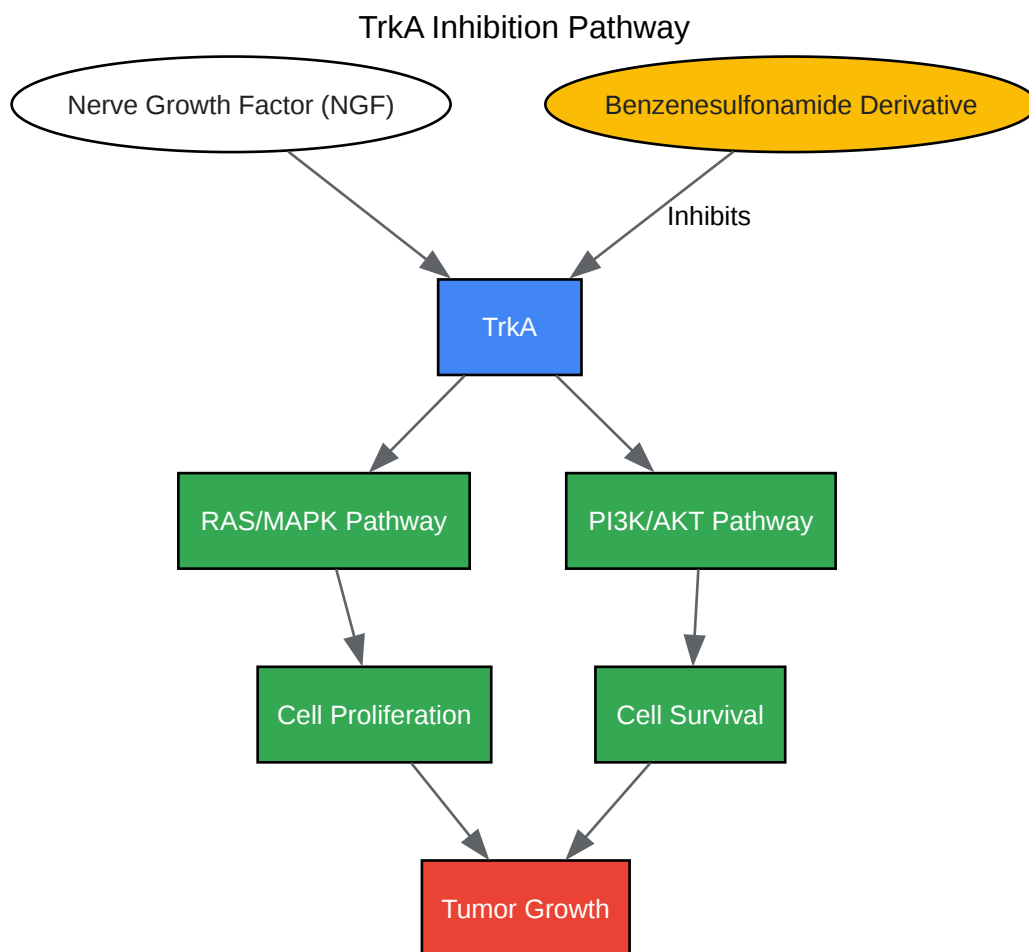 TrkA Inhibition Pathway
Nerve Growth Factor (NGF)
Benzenesulfonamide Derivative
Inhibits
TrkA
RAS/MAPK Pathway
PI3K/AKT Pathway
Cell Proliferation
Cell Survival
Tumor Growth